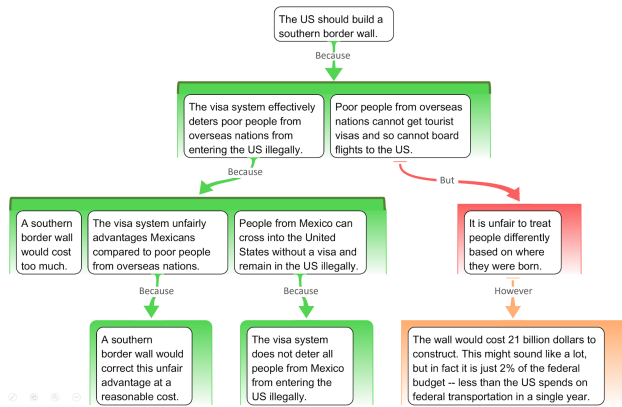 The US should build a
southern border wall.
Because
The visa system effectively
deters poor people from
overseas nations from
entering the US illegally.
Poor people from overseas
nations cannot get tourist
visas and so cannot board
flights to the US.
Because
But
A southern
border wall
would cost
too much.
The visa system unfairly
advantages Mexicans
compared to poor people
from overseas nations.
People from Mexico can
cross into the United
States without a visa and
remain in the US illegally.
It is unfair to treat
people differently
based on where
they were born.
Because
Because
However
A southern
border wall would
correct this unfair
advantage at a
reasonable cost.
The visa system
does not deter all
people from Mexico
from entering
the US illegally.
The wall would cost 21 billion dollars to
construct. This might sound like a lot,
but in fact it is just 2% of the federal
budget -- less than the US spends on
federal transportation in a single year.